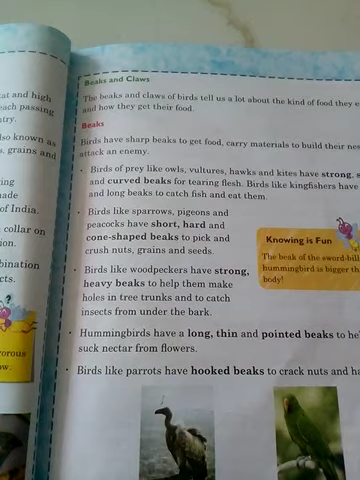 at and high
each passing
ntry.
lso known as
s, grains and
ing
made
of India.
collar on
ion.
bination
cts.
orous
ow.
Beaks and Claws
The beaks and claws of birds tell us a lot about the kind of food they e
and how they get their food.
Beaks
Birds have sharp beaks to get food, carry materials to build their nes
attack an enemy.
• Birds of prey like owls, vultures, hawks and kites have strong, s
and curved beaks for tearing flesh. Birds like kingfishers have
and long beaks to catch fish and eat them.
• Birds like sparrows, pigeons and
peacocks have short, hard and
cone-shaped beaks to pick and
crush nuts, grains and seeds.
• Birds like woodpeckers have strong,
heavy beaks to help them make
holes in tree trunks and to catch
insects from under the bark.
Knowing is Fun
The beak of the sword-bill
hummingbird is bigger th
body!
• Hummingbirds have a long, thin and pointed beaks to he
suck nectar from flowers.
• Birds like parrots have hooked beaks to crack nuts and ha